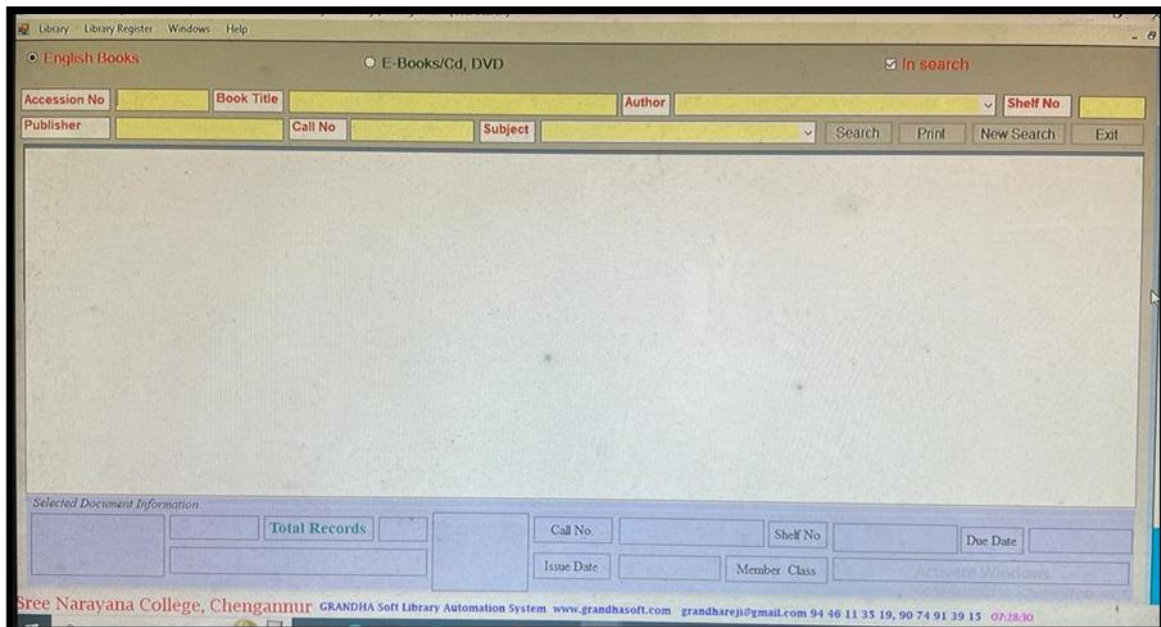 Library Library Register Windows Help
English Books E-Books/Cd, DVD In search
Accession No Book Title Author Shelf No
Publisher Call No Subject Search Print New Search Exit
Selected Document Information
Total Records Call No. Shelf No Due Date
Issue Date Member Class Activate Windows
Sree Narayana College, Chengannur GRANDHA Soft Library Automation System www.grandhasoft.com grandhareji@gmail.com 94 46 11 35 19, 90 74 91 39 15 07:28:30